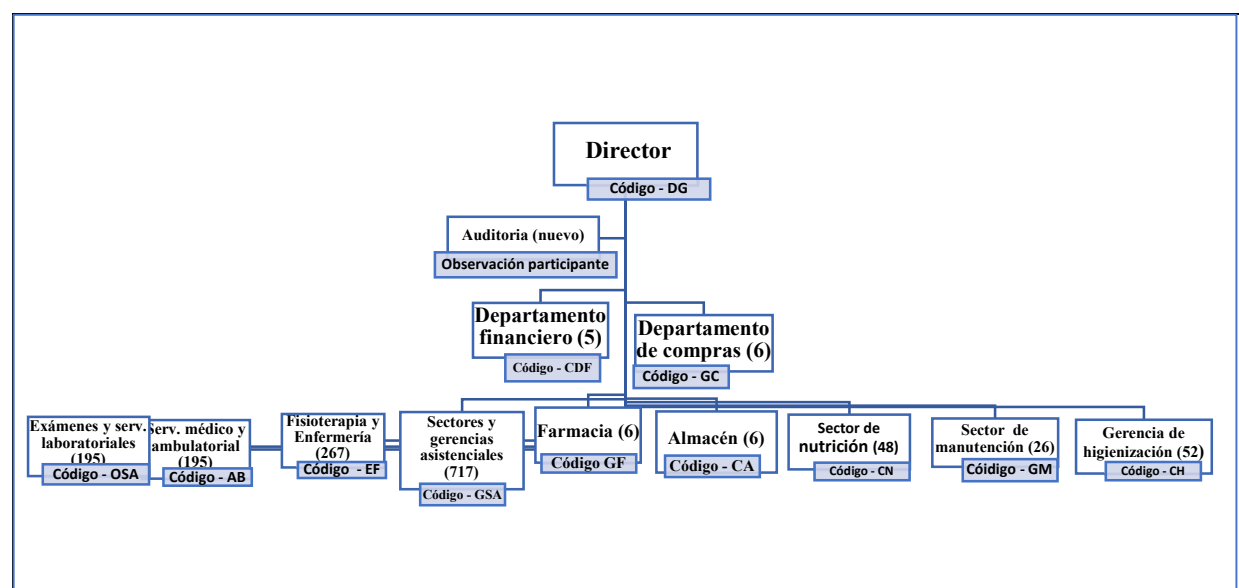 Director
Código - DG
Auditoria (nuevo)
Observación participante
Departamento
financiero (5)
Código - CDF
Departamento
de compras (6)
Código - GC
Exámenes y serv.
laboratoriales
(195)
Código - OSA
Serv. médico y
ambulatorial
(195)
Código - AB
Fisioterapia y
Enfermería
(267)
Código - EF
Sectores y
gerencias
asistenciales
(717)
Código - GSA
Farmacia (6)
Código GF
Almacén (6)
Código - CA
Sector de
nutrición (48)
Código - CN
Sector de
manutención (26)
Cóidigo - GM
Gerencia de
higienización (52)
Código - CH